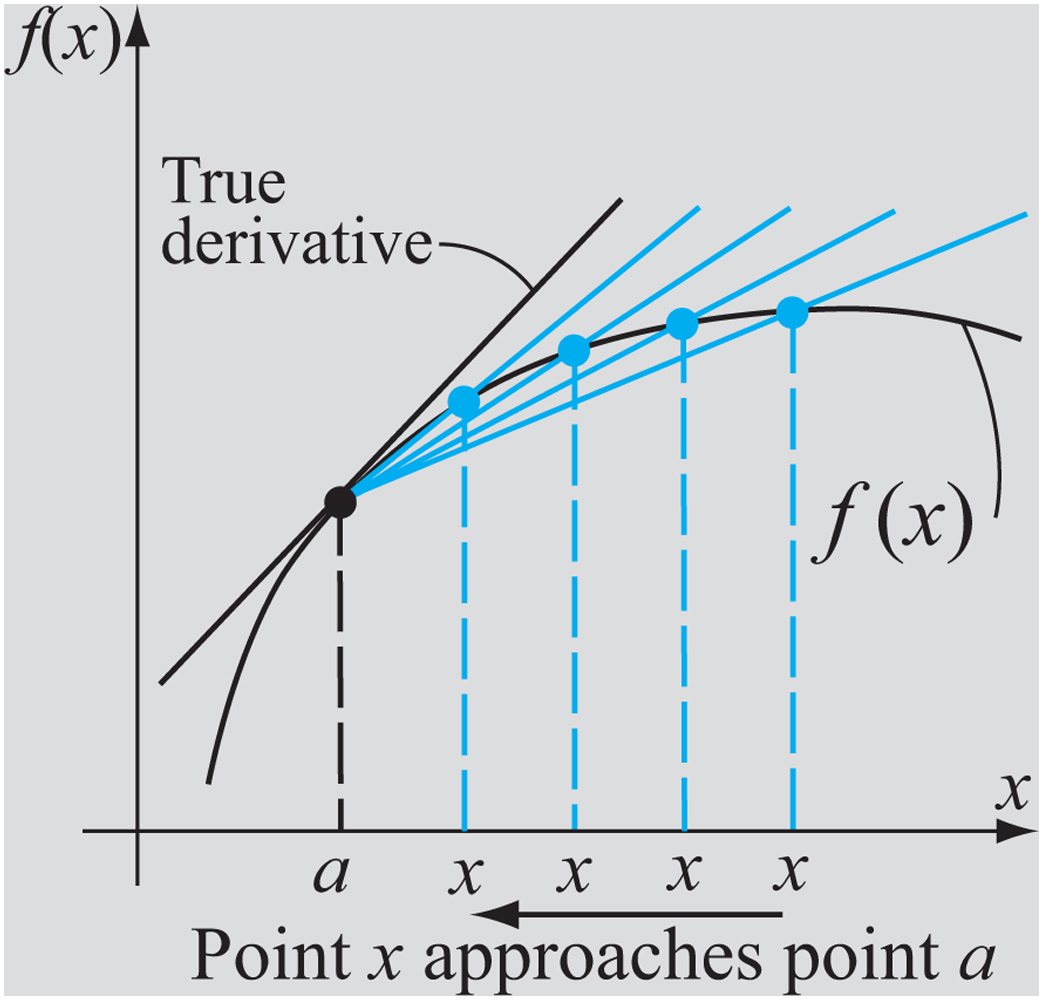 f(x)
True
derivative
f (x)
x
a x x x x
Point x approaches point a